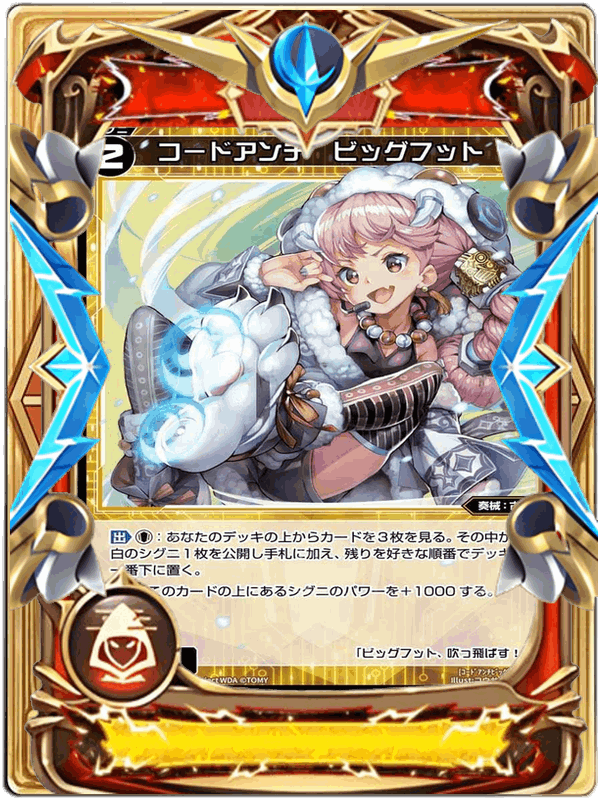 2
コードアンチ ビッグフット
奏械：古
出：あなたのデッキの上からカードを３枚を見る。その中から
白のシグニ１枚を公開し手札に加え、残りを好きな順番でデッキ
一番下に置く。
このカードの上にあるシグニのパワーを＋1000する。
「ビッグフット、吹っ飛ばす！
WDA ©TOMY
Illust: